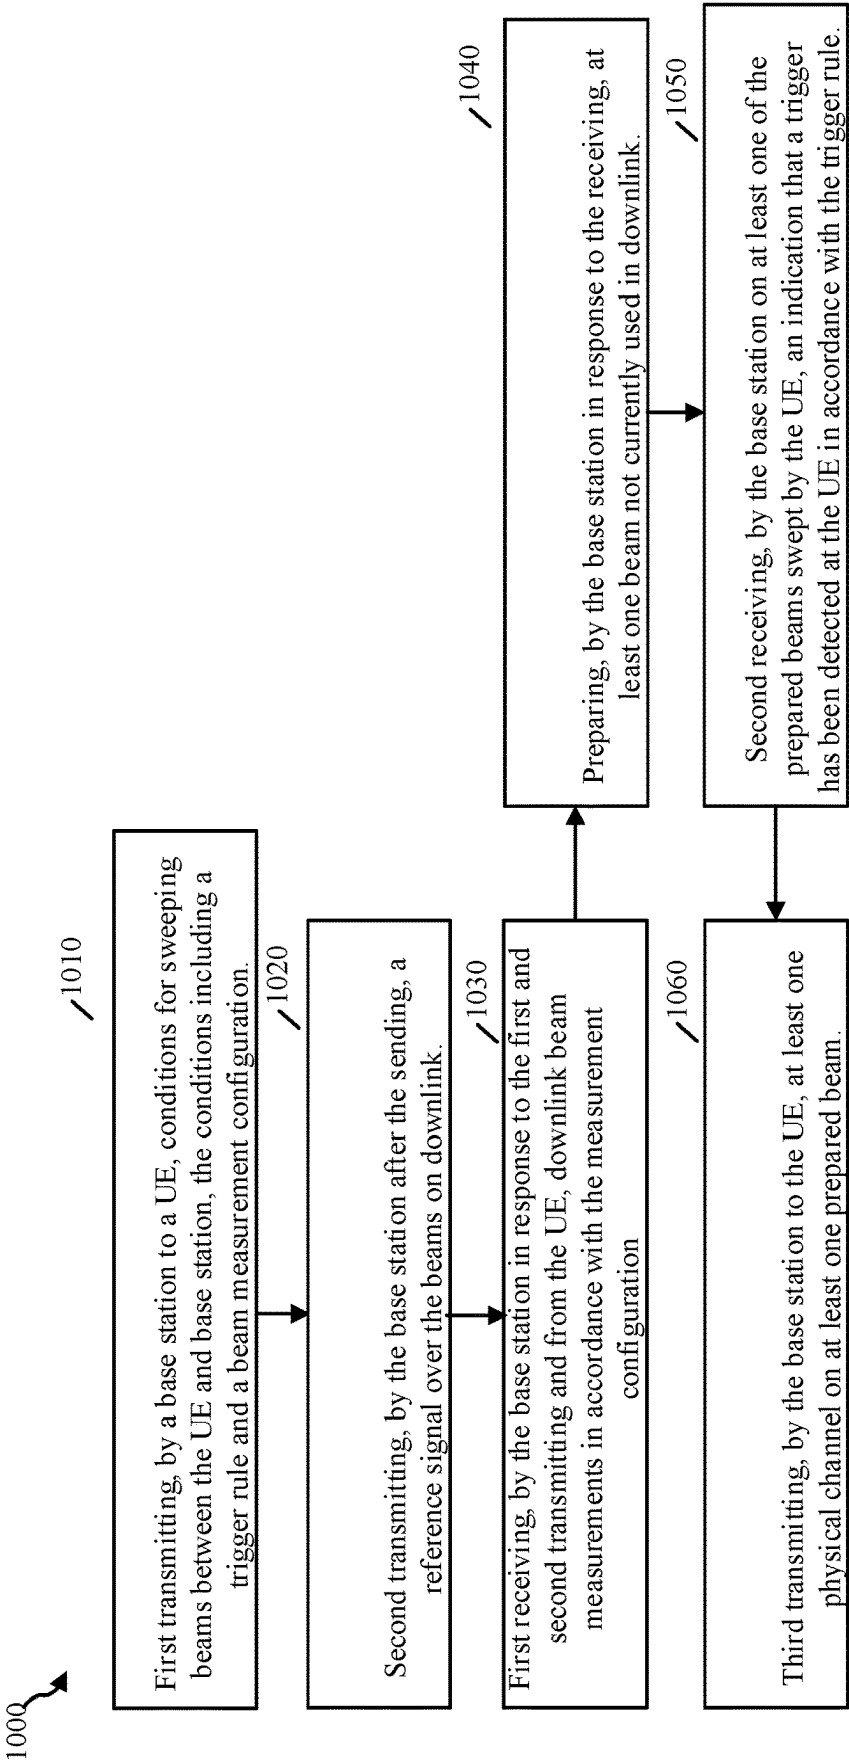 1000
1010
First transmitting, by a base station to a UE, conditions for sweeping
beams between the UE and base station, the conditions including a
trigger rule and a beam measurement configuration.
1020
Second transmitting, by the base station after the sending, a
reference signal over the beams on downlink.
1030
First receiving, by the base station in response to the first and
second transmitting and from the UE, downlink beam
measurements in accordance with the measurement
configuration
1040
Preparing, by the base station in response to the receiving, at
least one beam not currently used in downlink.
1050
Second receiving, by the base station on at least one of the
prepared beams swept by the UE, an indication that a trigger
has been detected at the UE in accordance with the trigger rule.
1060
Third transmitting, by the base station to the UE, at least one
physical channel on at least one prepared beam.